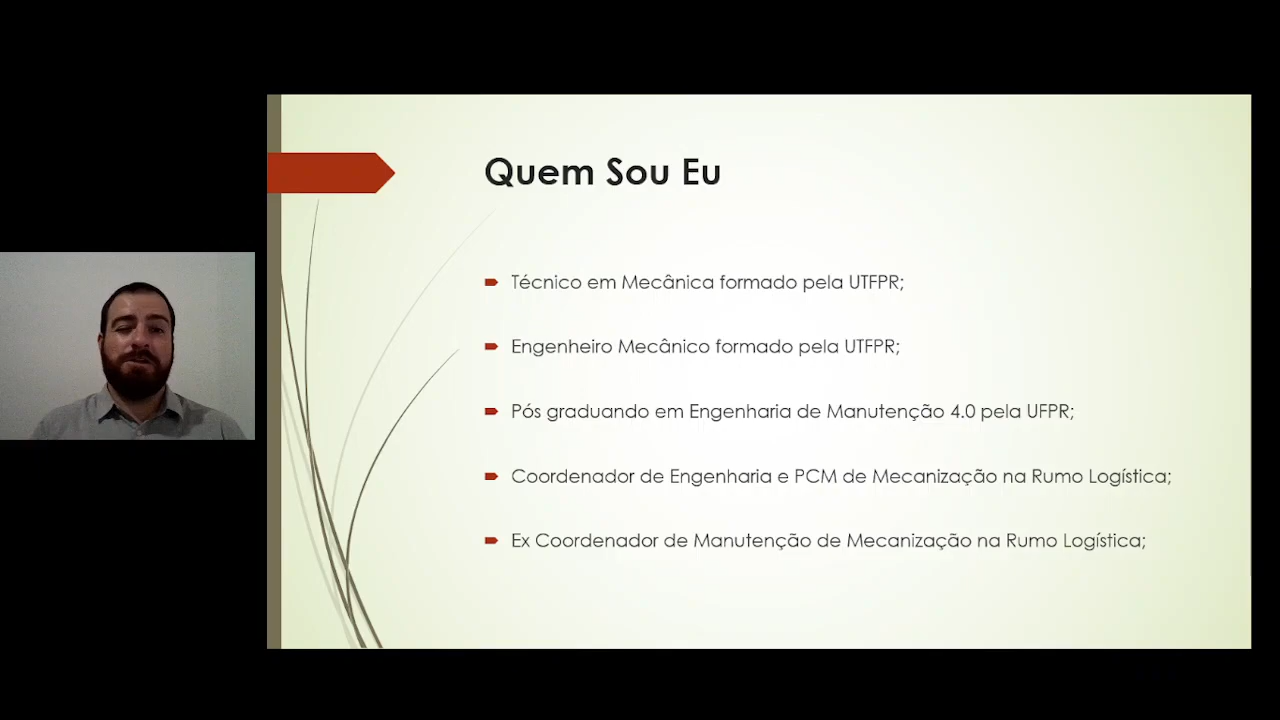 Quem Sou Eu
Técnico em Mecânica formado pela UTFPR;
Engenheiro Mecânico formado pela UTFPR;
Pós graduando em Engenharia de Manutenção 4.0 pela UFPR;
Coordenador de Engenharia e PCM de Mecanização na Rumo Logística;
Ex Coordenador de Manutenção de Mecanização na Rumo Logística;